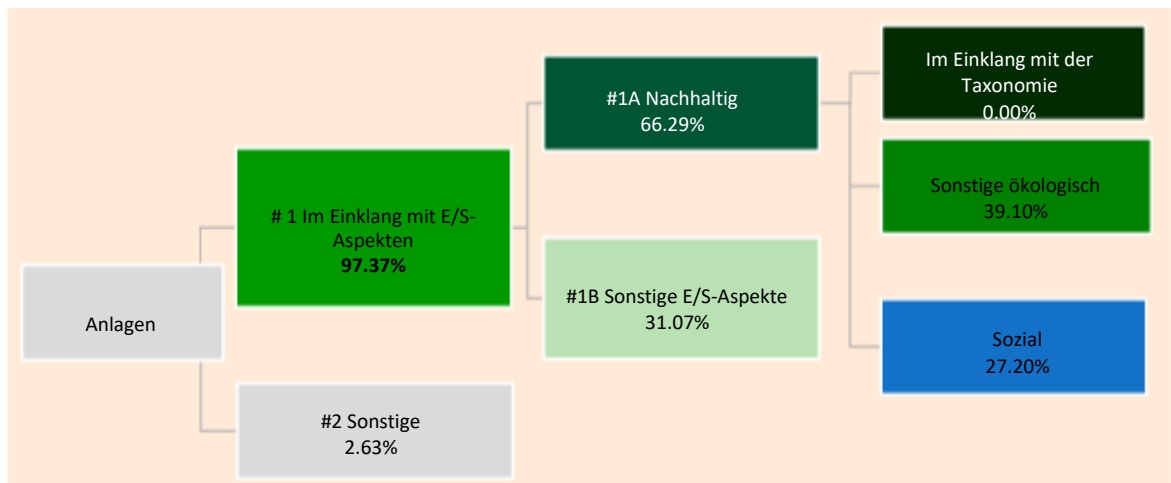 Anlagen
# 1 Im Einklang mit E/S-
Aspekten
97.37%
#2 Sonstige
2.63%
#1A Nachhaltig
66.29%
#1B Sonstige E/S-Aspekte
31.07%
Im Einklang mit der
Taxonomie
0.00%
Sonstige ökologisch
39.10%
Sozial
27.20%